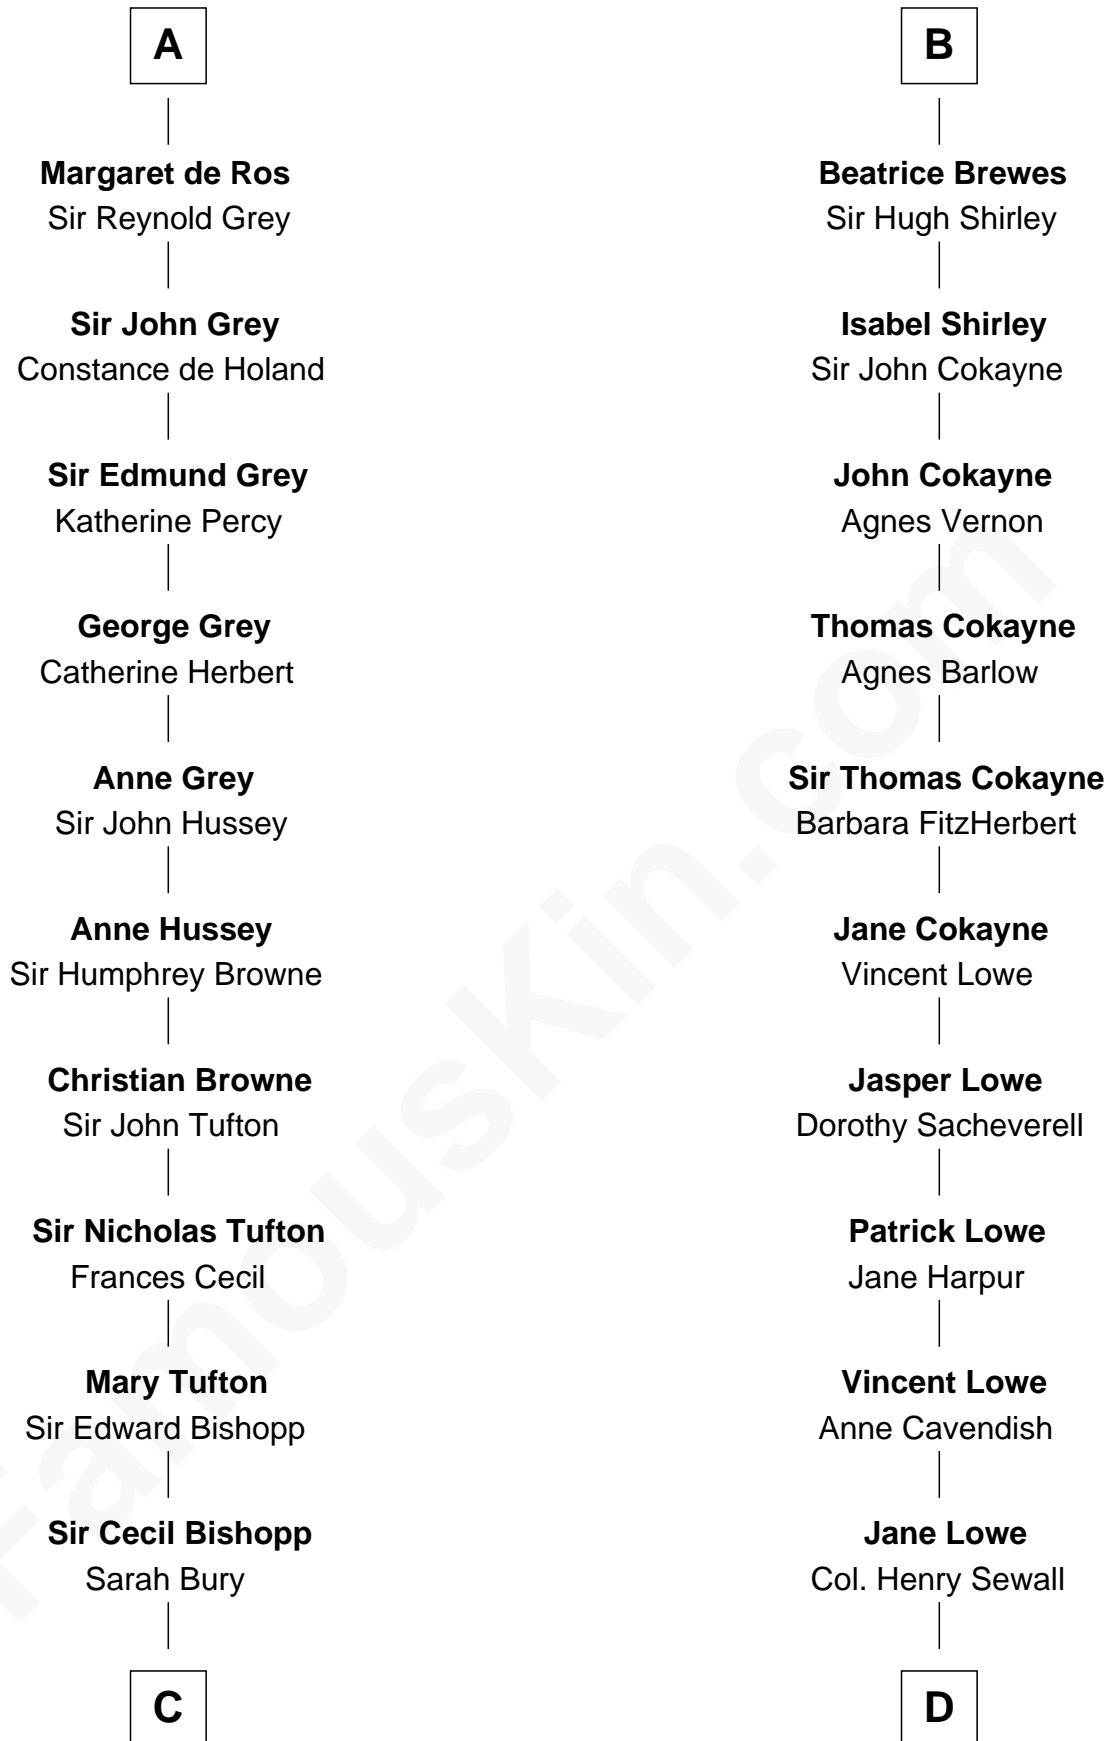 A
Margaret de Ros
Sir Reynold Grey
Sir John Grey
Constance de Holand
Sir Edmund Grey
Katherine Percy
George Grey
Catherine Herbert
Anne Grey
Sir John Hussey
Anne Hussey
Sir Humphrey Browne
Christian Browne
Sir John Tufton
Sir Nicholas Tufton
Frances Cecil
Mary Tufton
Sir Edward Bishopp
Sir Cecil Bishopp
Sarah Bury
C
B
Beatrice Brewes
Sir Hugh Shirley
Isabel Shirley
Sir John Cokayne
John Cokayne
Agnes Vernon
Thomas Cokayne
Agnes Barlow
Sir Thomas Cokayne
Barbara FitzHerbert
Jane Cokayne
Vincent Lowe
Jasper Lowe
Dorothy Sacheverell
Patrick Lowe
Jane Harpur
Vincent Lowe
Anne Cavendish
Jane Lowe
Col. Henry Sewall
D
FamousKin.com